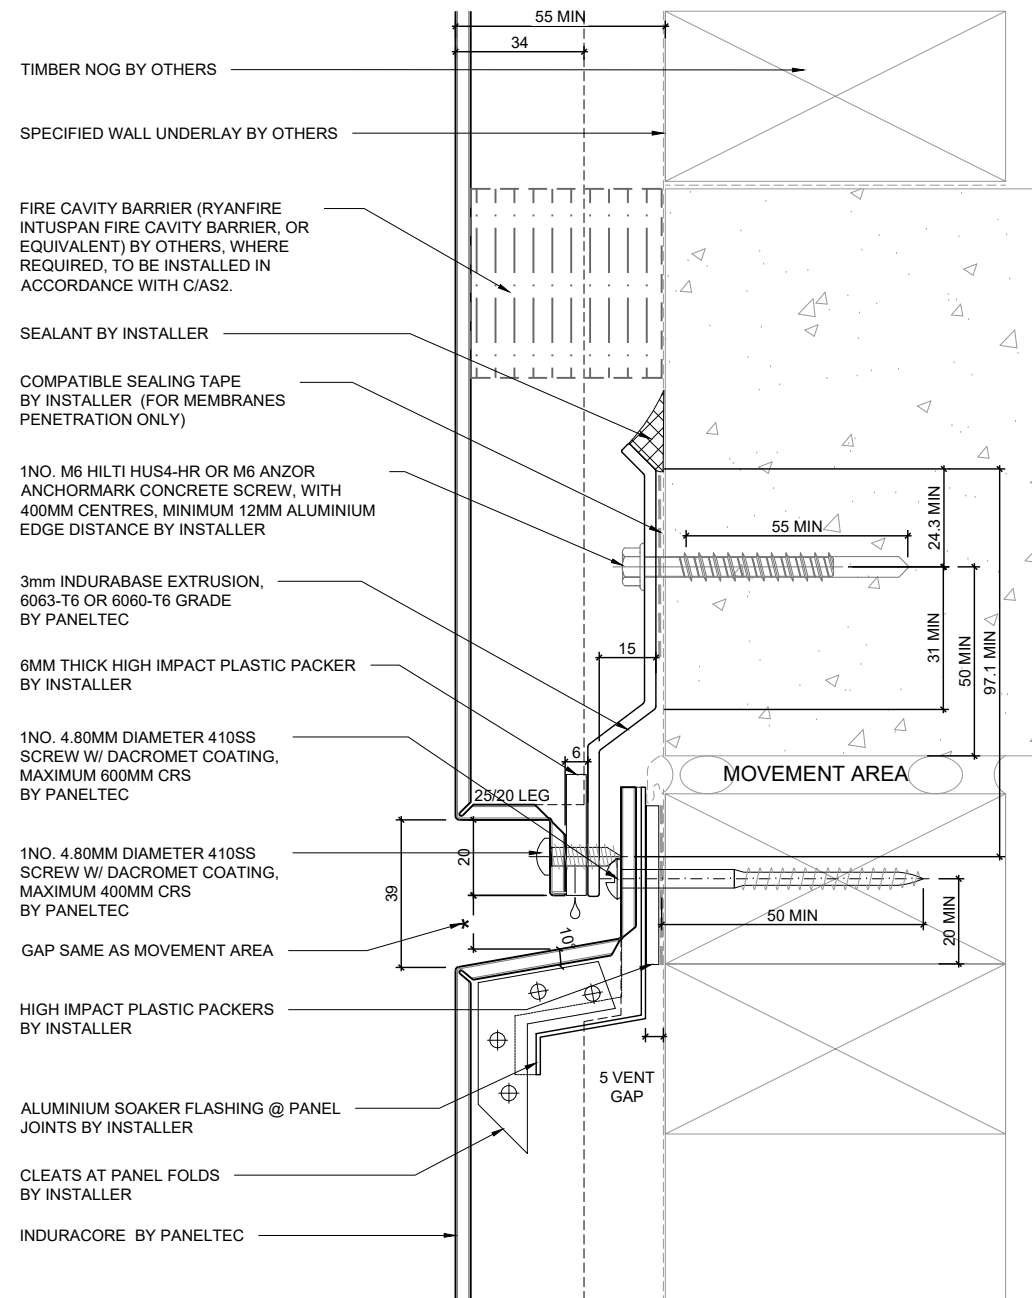 55 MIN
34
TIMBER NOG BY OTHERS
SPECIFIED WALL UNDERLAY BY OTHERS
FIRE CAVITY BARRIER (RYANFIRE
INTUSPAN FIRE CAVITY BARRIER, OR
EQUIVALENT) BY OTHERS, WHERE
REQUIRED, TO BE INSTALLED IN
ACCORDANCE WITH C/AS2.
SEALANT BY INSTALLER
COMPATIBLE SEALING TAPE
BY INSTALLER (FOR MEMBRANES
PENETRATION ONLY)
1NO. M6 HILTI HUS4-HR OR M6 ANZOR
ANCHORMARK CONCRETE SCREW, WITH
400MM CENTRES, MINIMUM 12MM ALUMINIUM
EDGE DISTANCE BY INSTALLER
55 MIN
24.3 MIN
3mm INDURABASE EXTRUSION,
6063-T6 OR 6060-T6 GRADE
BY PANELTEC
15
31 MIN
50 MIN
97.1 MIN
6MM THICK HIGH IMPACT PLASTIC PACKER
BY INSTALLER
6
1NO. 4.80MM DIAMETER 410SS
SCREW W/ DACROMET COATING,
MAXIMUM 600MM CRS
BY PANELTEC
MOVEMENT AREA
25/20 LEG
20
39
1NO. 4.80MM DIAMETER 410SS
SCREW W/ DACROMET COATING,
MAXIMUM 400MM CRS
BY PANELTEC
50 MIN
20 MIN
*
GAP SAME AS MOVEMENT AREA
10°
HIGH IMPACT PLASTIC PACKERS
BY INSTALLER
5 VENT
GAP
ALUMINIUM SOAKER FLASHING @ PANEL
JOINTS BY INSTALLER
CLEATS AT PANEL FOLDS
BY INSTALLER
INDURACORE BY PANELTEC